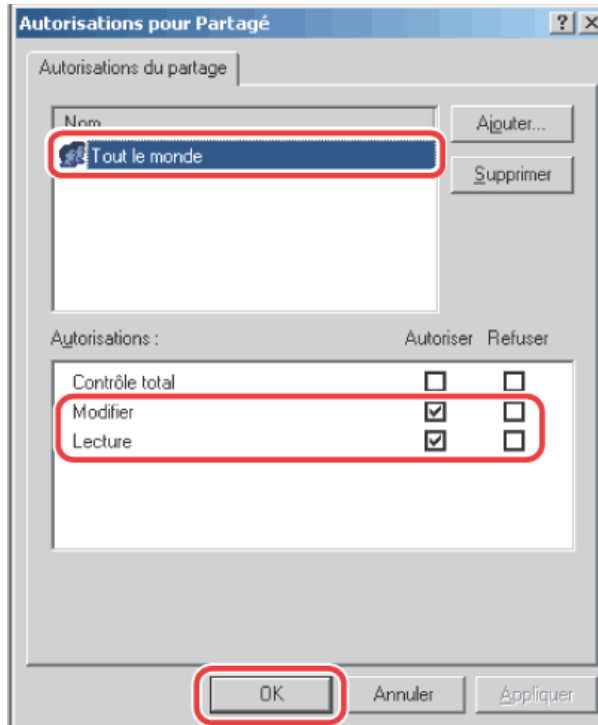 Autorisations pour Partagé
Autorisations du partage
Nom
Ajouter...
Tout le monde
Supprimer
Autorisations : Autoriser Refuser
Contrôle total
Modifier
Lecture
OK Annuler Appliquer